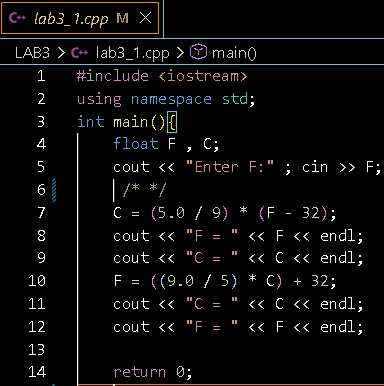 C++ lab3_1.cpp M X
LAB3 > C++ lab3_1.cpp > main()
1 #include <iostream>
2 using namespace std;
3 int main(){
4 float F , C;
5 cout << "Enter F:" ; cin >> F;
6 /* */
7 C = (5.0 / 9) * (F - 32);
8 cout << "F = " << F << endl;
9 cout << "C = " << C << endl;
10 F = ((9.0 / 5) * C) + 32;
11 cout << "C = " << C << endl;
12 cout << "F = " << F << endl;
13
14 return 0;